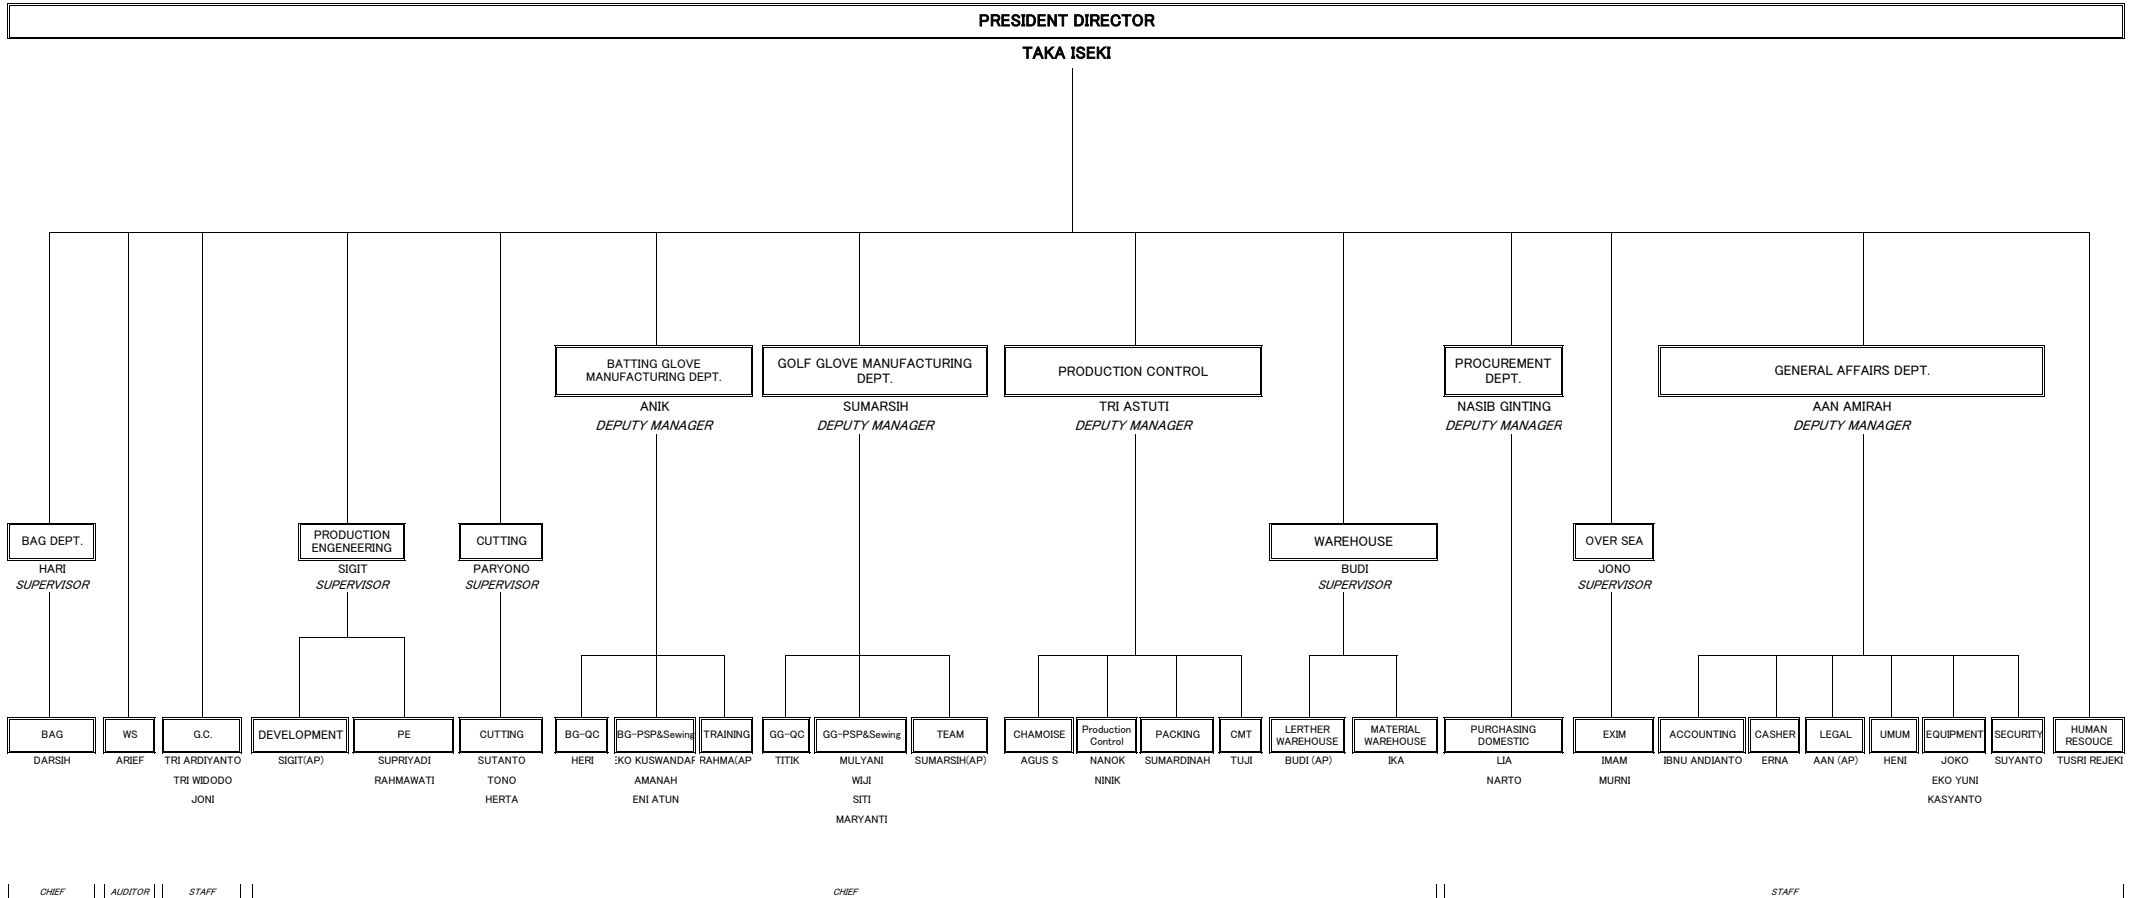 PRESIDENT DIRECTOR
TAKA ISEKI
BATTING GLOVE
MANUFACTURING DEPT.
ANIK
DEPUTY MANAGER
GOLF GLOVE MANUFACTURING
DEPT.
SUMARSIH
DEPUTY MANAGER
PRODUCTION CONTROL
TRI ASTUTI
DEPUTY MANAGER
PROCUREMENT
DEPT.
NASIB GINTING
DEPUTY MANAGER
GENERAL AFFAIRS DEPT.
AAN AMIRAH
DEPUTY MANAGER
BAG DEPT.
HARI
SUPERVISOR
PRODUCTION
ENGENEERING
SIGIT
SUPERVISOR
CUTTING
PARYONO
SUPERVISOR
WAREHOUSE
BUDI
SUPERVISOR
OVER SEA
JONO
SUPERVISOR
BAG
DARSIH
WS
ARIEF
G.C.
TRI ARDIYANTO
TRI WIDODO
JONI
DEVELOPMENT
SIGIT(AP)
PE
SUPRIYADI
RAHMAWATI
CUTTING
SUTANTO
TONO
HERTA
BG-QC
HERI
BG-PSP&Sewing
EKO KUSWANDAR
AMANAH
ENI ATUN
TRAINING
RAHMA(AP
GG-QC
TITIK
GG-PSP&Sewing
MULYANI
WIJI
SITI
MARYANTI
TEAM
SUMARSIH(AP)
CHAMOISE
AGUS S
Production
Control
NANOK
NINIK
PACKING
SUMARDINAH
CMT
TUJI
LERTHER
WAREHOUSE
BUDI (AP)
MATERIAL
WAREHOUSE
IKA
PURCHASING
DOMESTIC
LIA
NARTO
EXIM
IMAM
MURNI
ACCOUNTING
IBNU ANDIANTO
CASHER
ERNA
LEGAL
AAN (AP)
UMUM
HENI
EQUIPMENT
JOKO
EKO YUNI
KASYANTO
SECURITY
SUYANTO
HUMAN
RESOUCE
TUSRI REJEKI
CHIEF
AUDITOR
STAFF
CHIEF
STAFF